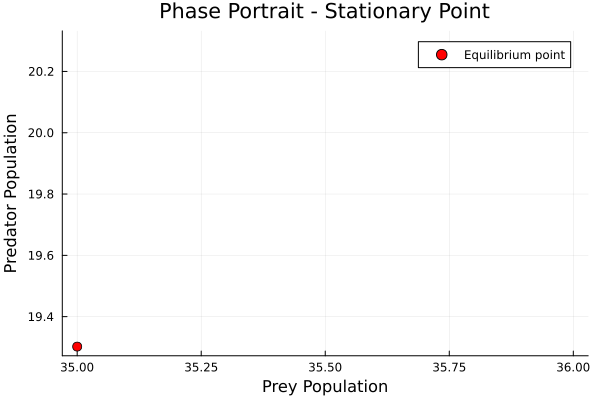 Phase Portrait - Stationary Point
Equilibrium point
Predator Population
20.2
20.0
19.8
19.6
19.4
35.00 35.25 35.50 35.75 36.00
Prey Population